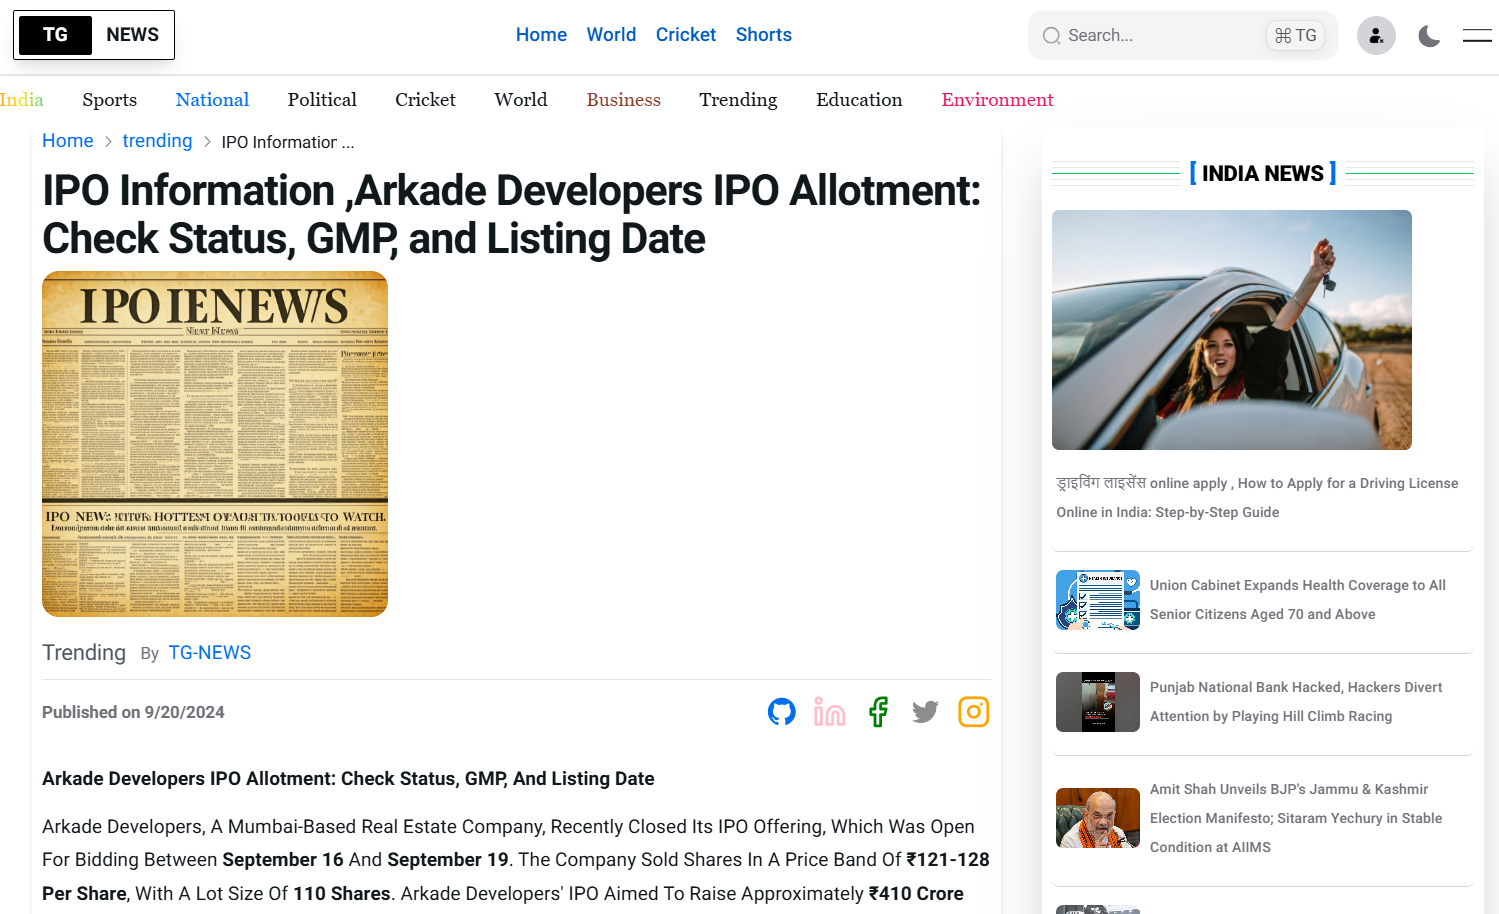 TG NEWS
Home World Cricket Shorts
Search...
⌘ TG
India Sports National Political Cricket World Business Trending Education Environment
Home > trending > IPO Information ...
IPO Information ,Arkade Developers IPO Allotment:
Check Status, GMP, and Listing Date
IPO IENEW/S
IPO NEW
TO WATCH.
Trending By TG-NEWS
Published on 9/20/2024
Arkade Developers IPO Allotment: Check Status, GMP, And Listing Date
Arkade Developers, A Mumbai-Based Real Estate Company, Recently Closed Its IPO Offering, Which Was Open
For Bidding Between September 16 And September 19. The Company Sold Shares In A Price Band Of ₹121-128
Per Share, With A Lot Size Of 110 Shares. Arkade Developers' IPO Aimed To Raise Approximately ₹410 Crore
[ INDIA NEWS ]
ड्राइविंग लाइसेंस online apply , How to Apply for a Driving License
Online in India: Step-by-Step Guide
Union Cabinet Expands Health Coverage to All
Senior Citizens Aged 70 and Above
Punjab National Bank Hacked, Hackers Divert
Attention by Playing Hill Climb Racing
Amit Shah Unveils BJP's Jammu & Kashmir
Election Manifesto; Sitaram Yechury in Stable
Condition at AIIMS